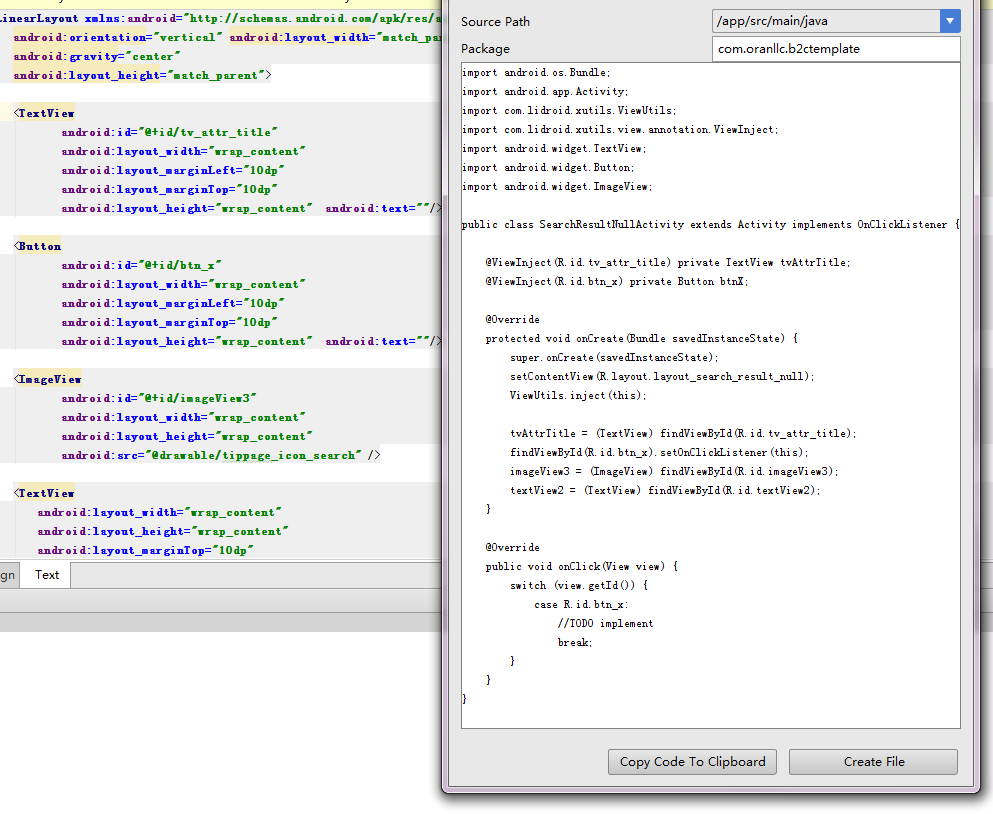 LinearLayout xmlns:android="http://schemas.android.com/apk/res/a
android:orientation="vertical" android:layout_width="match_pa
android:gravity="center"
android:layout_height="match_parent">
<TextView
android:id="@+id/tv_attr_title"
android:layout_width="wrap_content"
android:layout_marginLeft="10dp"
android:layout_marginTop="10dp"
android:layout_height="wrap_content" android:text=""/>
<Button
android:id="@+id/btn_x"
android:layout_width="wrap_content"
android:layout_marginLeft="10dp"
android:layout_marginTop="10dp"
android:layout_height="wrap_content" android:text=""/>
<ImageView
android:id="@+id/imageView3"
android:layout_width="wrap_content"
android:layout_height="wrap_content"
android:src="@drawable/tippage_icon_search" />
<TextView
android:layout_width="wrap_content"
android:layout_height="wrap_content"
android:layout_marginTop="10dp"
gn Text
Source Path /app/src/main/java
Package com.oranllc.b2ctemplate
import android.os.Bundle;
import android.app.Activity;
import com.lidroid.xutils.ViewUtils;
import com.lidroid.xutils.view.annotation.ViewInject;
import android.widget.TextView;
import android.widget.Button;
import android.widget.ImageView;
public class SearchResultNullActivity extends Activity implements OnClickListener {
@ViewInject(R.id.tv_attr_title) private TextView tvAttrTitle;
@ViewInject(R.id.btn_x) private Button btnX;
@Override
protected void onCreate(Bundle savedInstanceState) {
super.onCreate(savedInstanceState);
setContentView(R.layout.layout_search_result_null);
ViewUtils.inject(this);
tvAttrTitle = (TextView) findViewById(R.id.tv_attr_title);
findViewById(R.id.btn_x).setOnClickListener(this);
imageView3 = (ImageView) findViewById(R.id.imageView3);
textView2 = (TextView) findViewById(R.id.textView2);
}
@Override
public void onClick(View view) {
switch (view.getId()) {
case R.id.btn_x:
//TODO implement
break;
}
}
}
Copy Code To Clipboard Create File